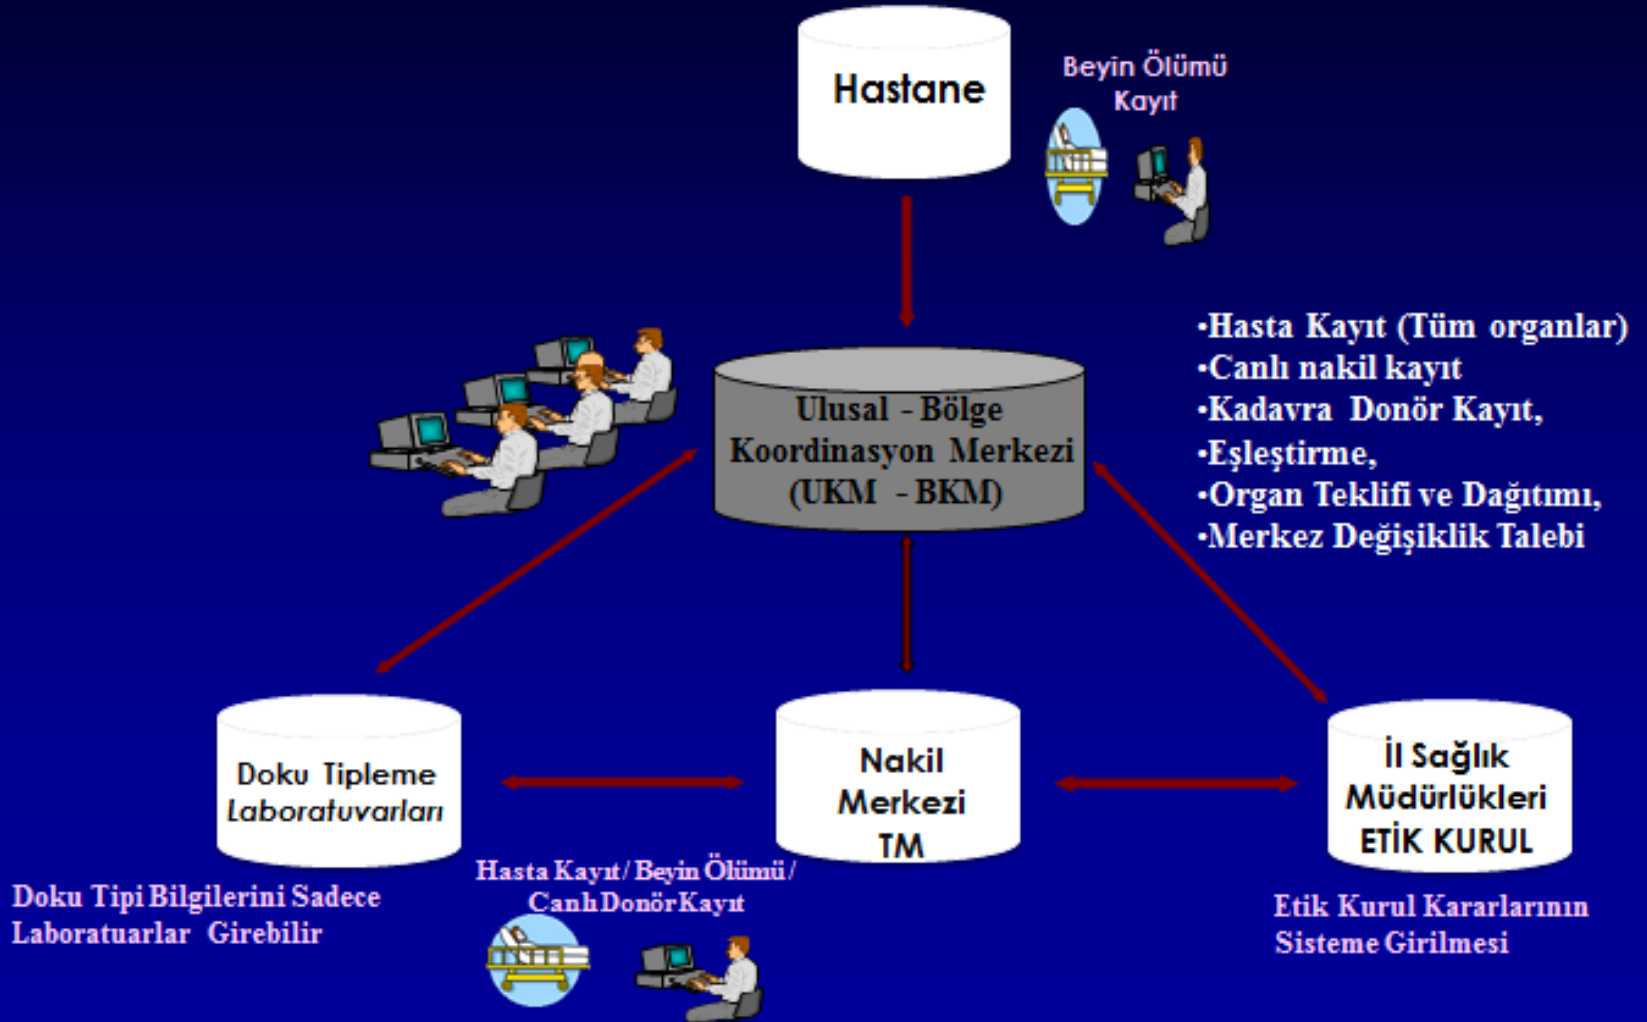 Hastane
Beyin Ölümü
Kayıt
•Hasta Kayıt (Tüm organlar)
•Canlı nakil kayıt
•Kadavra Donör Kayıt,
•Eşleştirme,
•Organ Teklifi ve Dağıtımı,
•Merkez Değişiklik Talebi
Ulusal - Bölge
Koordinasyon Merkezi
(UKM - BKM)
Doku Tipleme
Laboratuvarları
Nakil
Merkezi
TM
İl Sağlık
Müdürlükleri
ETİK KURUL
Doku Tipi Bilgilerini Sadece
Laboratuarlar Girebilir
Hasta Kayıt / Beyin Ölümü /
Canlı Donör Kayıt
Etik Kurul Kararlarının
Sisteme Girilmesi